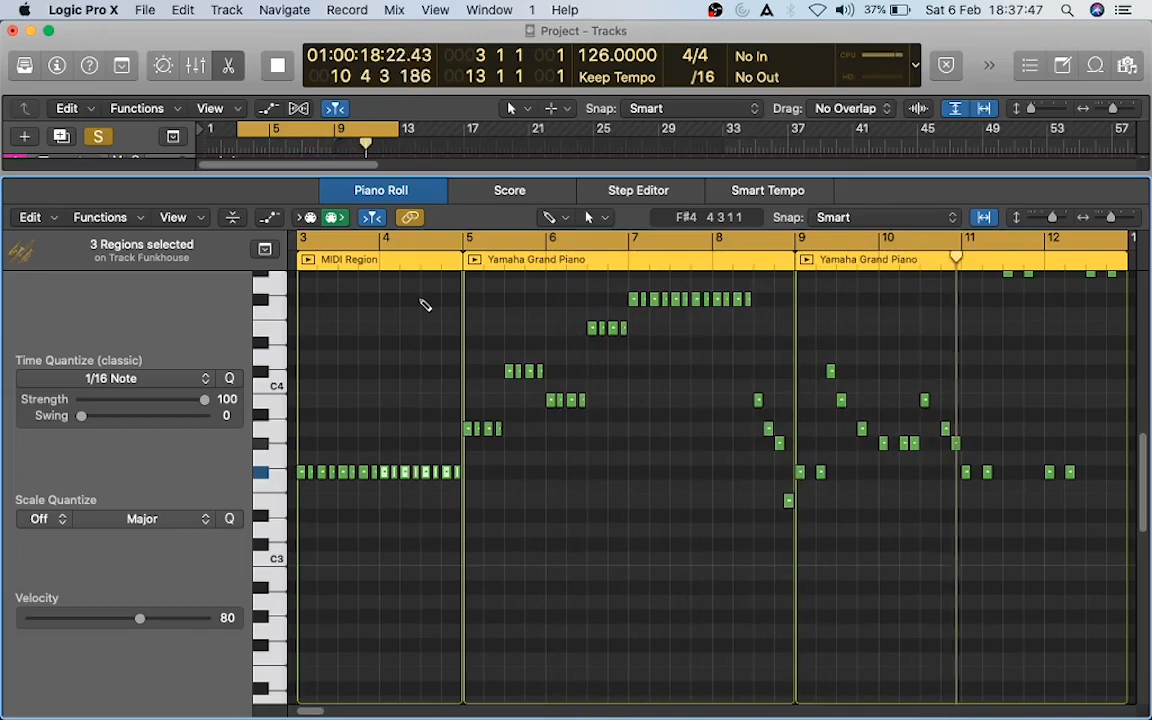 Logic Pro X File Edit Track Navigate Record Mix View Window 1 Help 37% Sat 6 Feb 18:37:47
Project – Tracks
01:00:18:22.43 0003 1 1 001 126.0000 4/4 No In CPU
0010 4 3 186 0013 1 1 001 Keep Tempo /16 No Out
Edit Functions View Snap: Smart Drag: No Overlap
S 1 5 9 13 17 21 25 29 33 37 41 45 49 53 57
Piano Roll Score Step Editor Smart Tempo
Edit Functions View F#4 4 3 1 1 Snap: Smart
3 Regions selected
on Track Funkhouse
3 4 5 6 7 8 9 10 11 12 1
MIDI Region Yamaha Grand Piano Yamaha Grand Piano
Time Quantize (classic)
1/16 Note Q
C4
Strength 100
Swing 0
Scale Quantize
Off Major Q
C3
Velocity
80